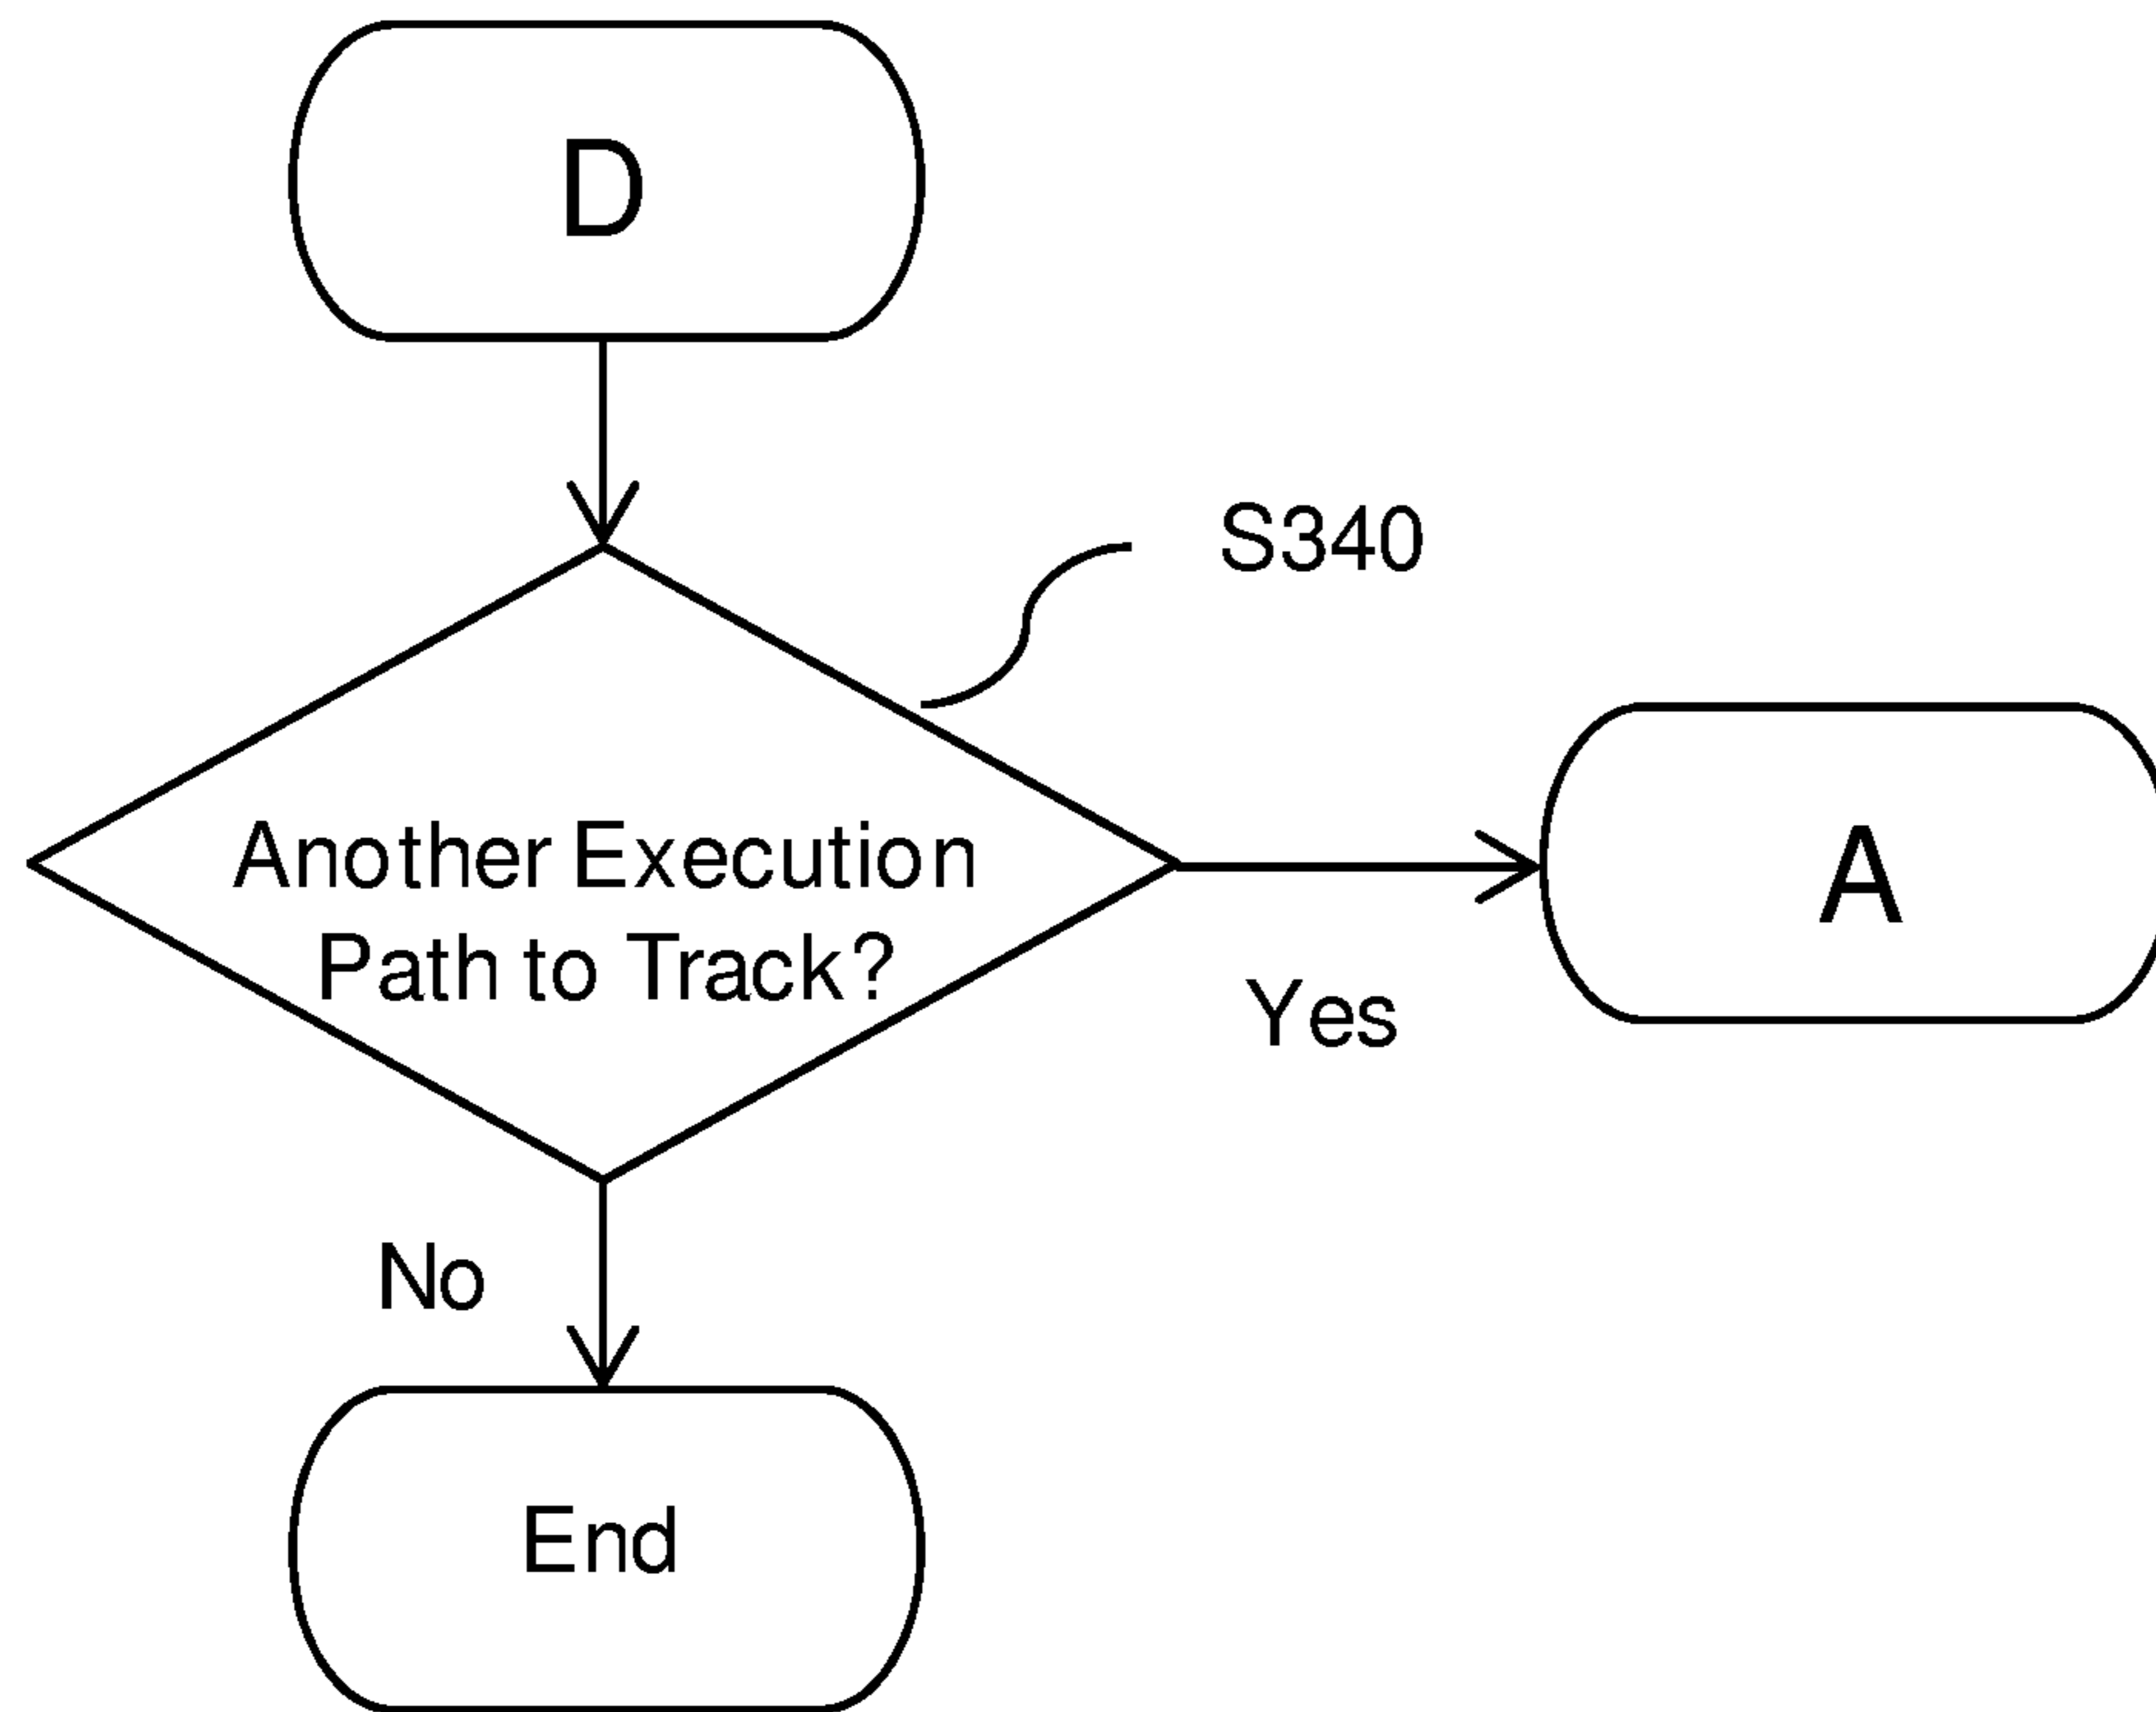 D
S340
Another Execution
Path to Track?
A
Yes
No
End